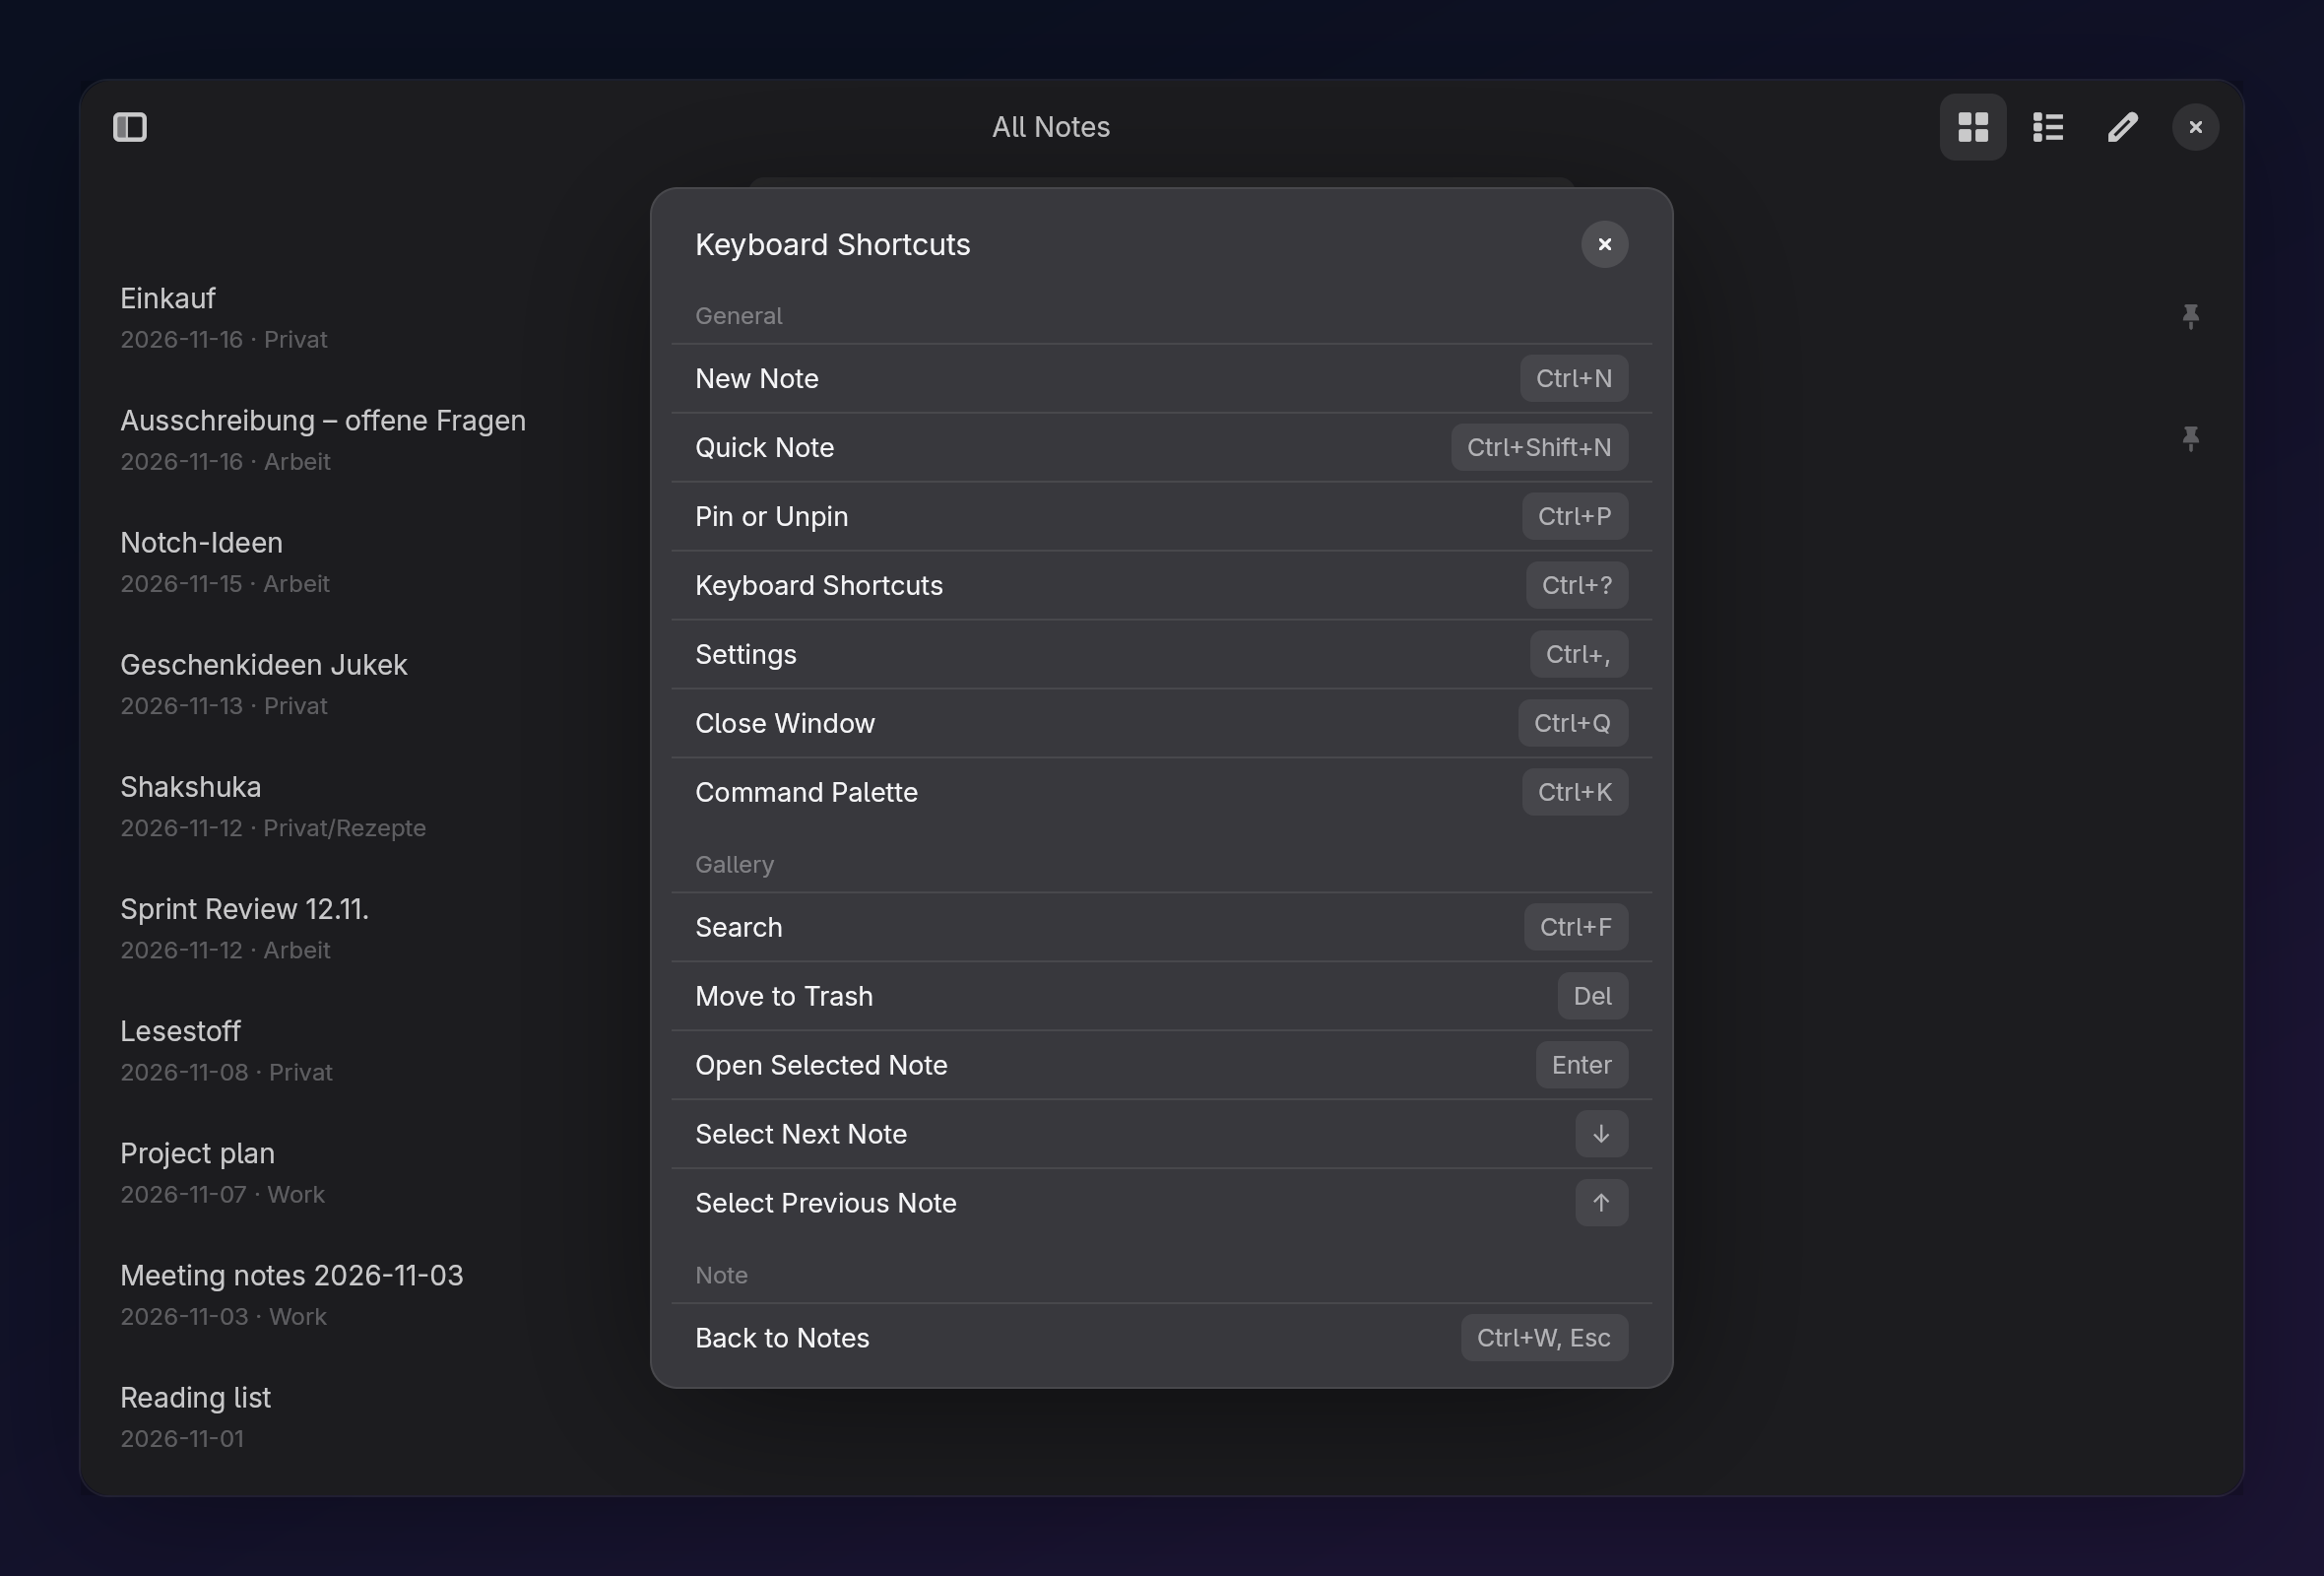 All Notes
Einkauf
2026-11-16 · Privat
Ausschreibung – offene Fragen
2026-11-16 · Arbeit
Notch-Ideen
2026-11-15 · Arbeit
Geschenkideen Jukek
2026-11-13 · Privat
Shakshuka
2026-11-12 · Privat/Rezepte
Sprint Review 12.11.
2026-11-12 · Arbeit
Lesestoff
2026-11-08 · Privat
Project plan
2026-11-07 · Work
Meeting notes 2026-11-03
2026-11-03 · Work
Reading list
2026-11-01
Keyboard Shortcuts
General
New Note Ctrl+N
Quick Note Ctrl+Shift+N
Pin or Unpin Ctrl+P
Keyboard Shortcuts Ctrl+?
Settings Ctrl+,
Close Window Ctrl+Q
Command Palette Ctrl+K
Gallery
Search Ctrl+F
Move to Trash Del
Open Selected Note Enter
Select Next Note ↓
Select Previous Note ↑
Note
Back to Notes Ctrl+W, Esc